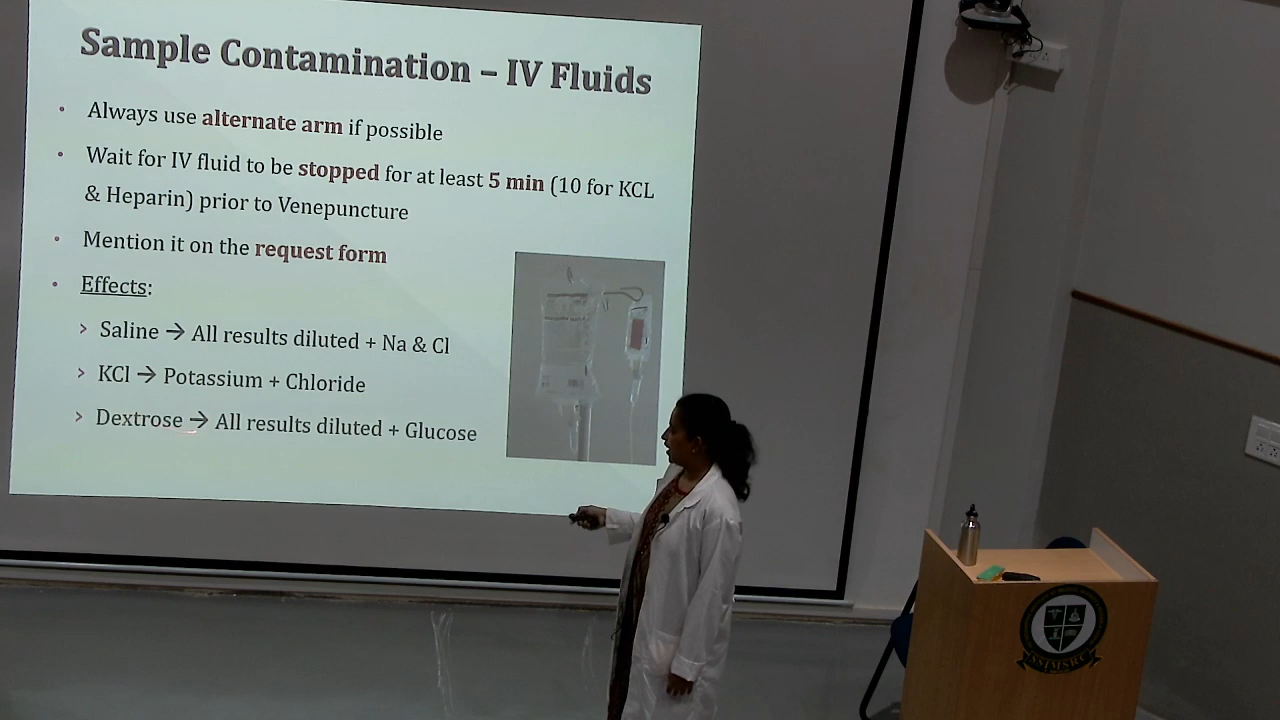 Sample Contamination – IV Fluids
• Always use alternate arm if possible
• Wait for IV fluid to be stopped for at least 5 min (10 for KCL
& Heparin) prior to Venepuncture
• Mention it on the request form
• Effects:
› Saline → All results diluted + Na & Cl
› KCl → Potassium + Chloride
› Dextrose → All results diluted + Glucose
SSIMSRC